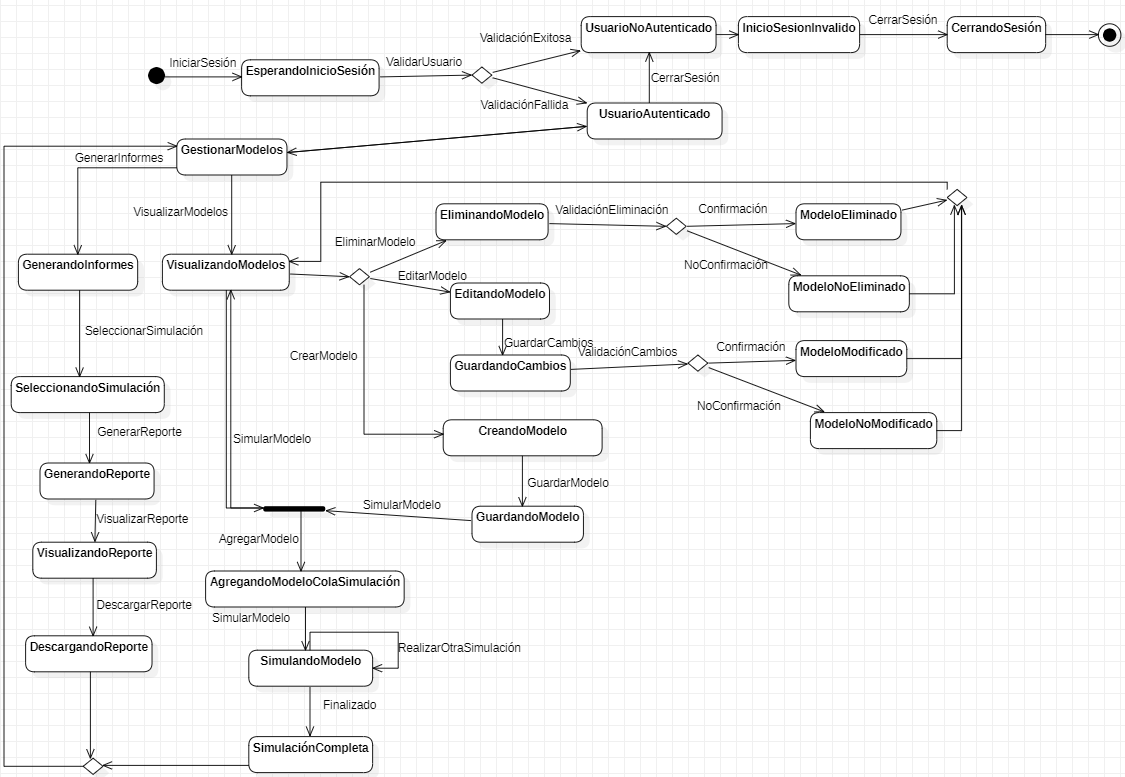 IniciarSesión
EsperandoInicioSesión
ValidarUsuario
ValidaciónExitosa
ValidaciónFallida
UsuarioNoAutenticado
InicioSesionInvalido
CerrarSesión
CerrandoSesión
CerrarSesión
UsuarioAutenticado
GestionarModelos
GenerarInformes
VisualizarModelos
GenerandoInformes
VisualizandoModelos
EliminarModelo
EliminandoModelo
ValidaciónEliminación
Confirmación
ModeloEliminado
NoConfirmación
ModeloNoEliminado
EditarModelo
EditandoModelo
GuardarCambios
GuardandoCambios
ValidaciónCambios
Confirmación
ModeloModificado
NoConfirmación
ModeloNoModificado
CrearModelo
CreandoModelo
GuardarModelo
GuardandoModelo
SimularModelo
SimularModelo
SeleccionarSimulación
SeleccionandoSimulación
GenerarReporte
GenerandoReporte
VisualizarReporte
VisualizandoReporte
DescargarReporte
DescargandoReporte
AgregarModelo
AgregandoModeloColaSimulación
SimularModelo
SimulandoModelo
RealizarOtraSimulación
Finalizado
SimulaciónCompleta